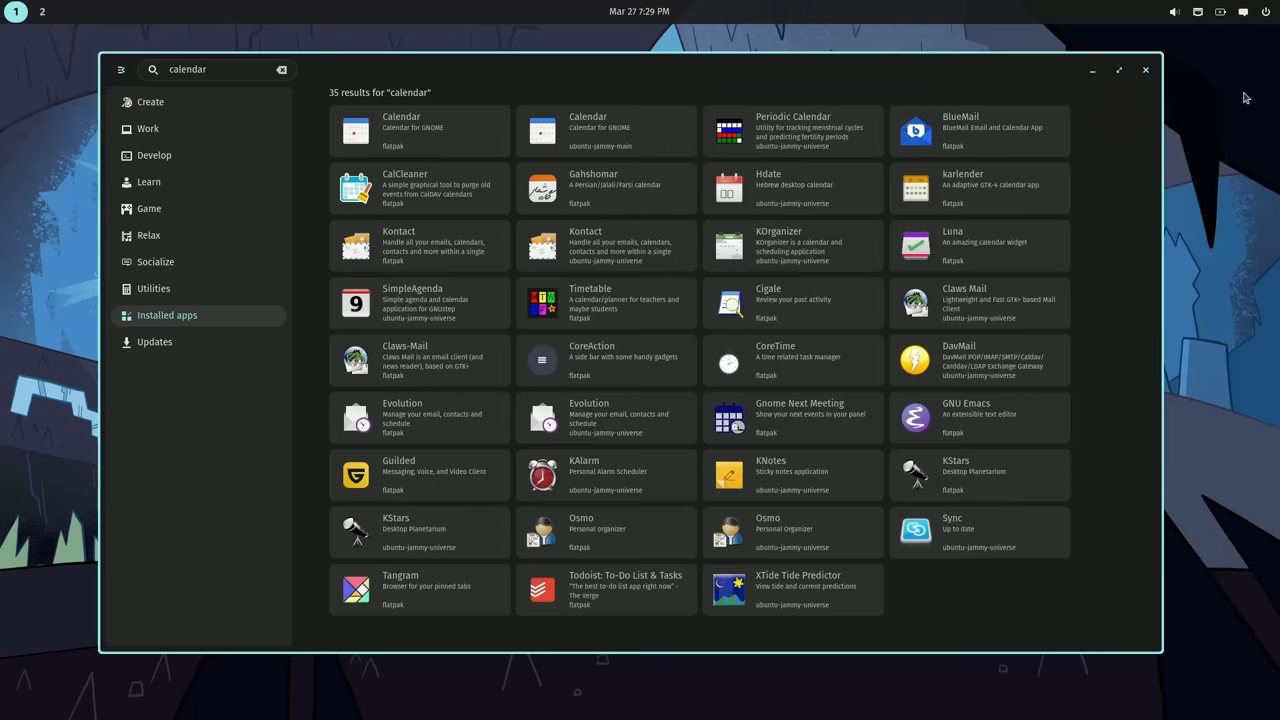 1
2
Mar 27 7:29 PM
calendar
Create
Work
Develop
Learn
Game
Relax
Socialize
Utilities
Installed apps
Updates
35 results for "calendar"
Calendar
Calendar for GNOME
flatpak
Calendar
Calendar for GNOME
ubuntu-jammy-main
Periodic Calendar
Utility for tracking menstrual cycles
and predicting fertility periods
ubuntu-jammy-universe
BlueMail
BlueMail Email and Calendar App
flatpak
CalCleaner
A simple graphical tool to purge old
events from CalDAV calendars
flatpak
Gahshomar
A Persian/Jalali/Farsi calendar
flatpak
Hdate
Hebrew desktop calendar
ubuntu-jammy-universe
karlender
An adaptive GTK-4 calendar app.
flatpak
Kontact
Handle all your emails, calendars,
contacts and more within a single
flatpak
Kontact
Handle all your emails, calendars,
contacts and more within a single
ubuntu-jammy-universe
KOrganizer
KOrganizer is a calendar and
scheduling application
ubuntu-jammy-universe
Luna
An amazing calendar widget
flatpak
9
SimpleAgenda
Simple agenda and calendar
application for GNUstep
ubuntu-jammy-universe
Timetable
A calendar/planner for teachers and
maybe students
flatpak
Cigale
Review your past activity
flatpak
Claws Mail
Lightweight and Fast GTK+ based Mail
Client
ubuntu-jammy-universe
Claws-Mail
Claws Mail is an email client (and
news reader), based on GTK+
flatpak
CoreAction
A side bar with some handy gadgets
flatpak
CoreTime
A time related task manager
flatpak
DavMail
DavMail POP/IMAP/SMTP/Caldav/
Carddav/LDAP Exchange Gateway
ubuntu-jammy-universe
Evolution
Manage your email, contacts and
schedule
flatpak
Evolution
Manage your email, contacts and
schedule
ubuntu-jammy-universe
Gnome Next Meeting
Show your next events in your panel
flatpak
GNU Emacs
An extensible text editor
flatpak
Guilded
Messaging, Voice, and Video Client
flatpak
KAlarm
Personal Alarm Scheduler
ubuntu-jammy-universe
KNotes
Sticky notes application
ubuntu-jammy-universe
KStars
Desktop Planetarium
flatpak
KStars
Desktop Planetarium
ubuntu-jammy-universe
Osmo
Personal organizer
flatpak
Osmo
Personal Organizer
ubuntu-jammy-universe
Sync
Up to date
ubuntu-jammy-universe
Tangram
Browser for your pinned tabs
flatpak
Todoist: To-Do List & Tasks
"The best to-do list app right now" -
The Verge
flatpak
XTide Tide Predictor
View tide and current predictions
ubuntu-jammy-universe